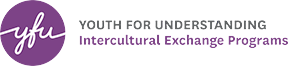 yfu
YOUTH FOR UNDERSTANDING
Intercultural Exchange Programs